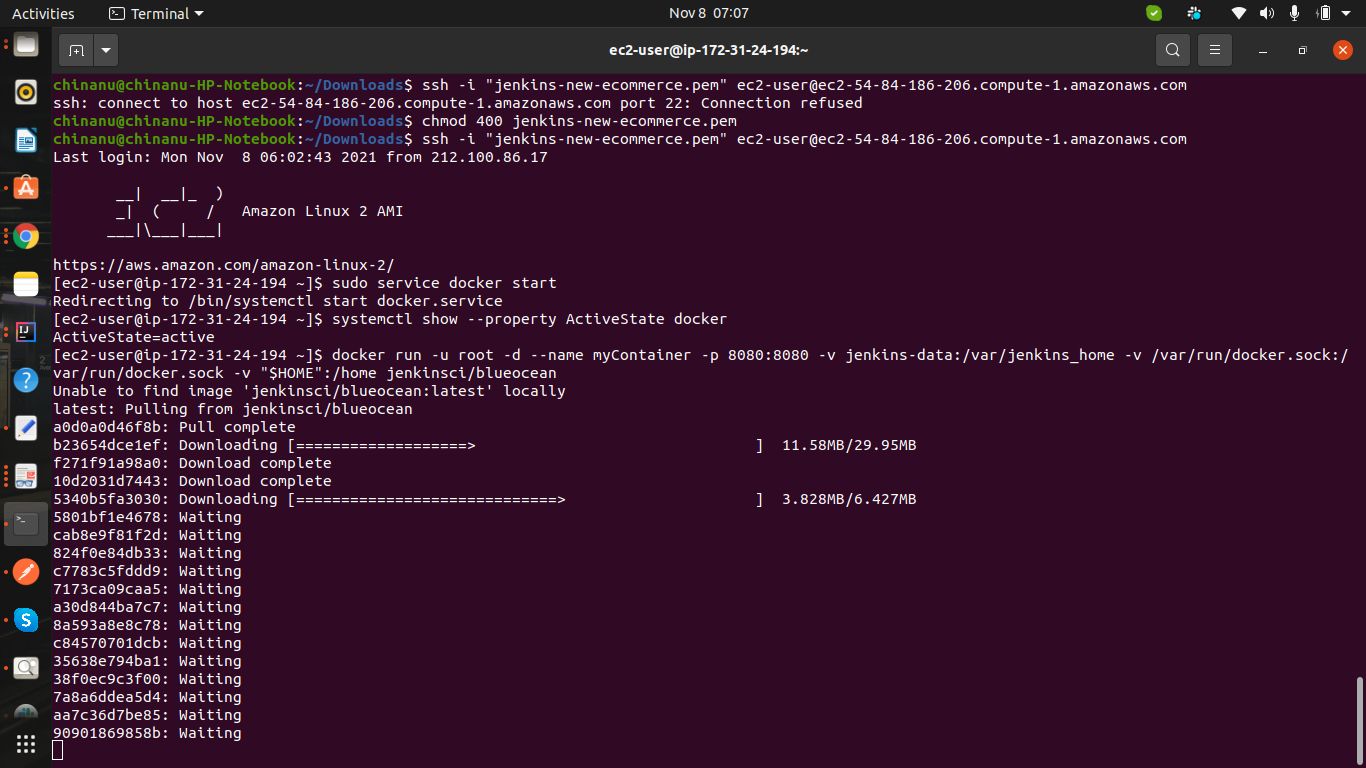 Activities
Terminal
Nov 8 07:07
ec2-user@ip-172-31-24-194:~
chinanu@chinanu-HP-Notebook:~/Downloads$ ssh -i "jenkins-new-ecommerce.pem" ec2-user@ec2-54-84-186-206.compute-1.amazonaws.com
ssh: connect to host ec2-54-84-186-206.compute-1.amazonaws.com port 22: Connection refused
chinanu@chinanu-HP-Notebook:~/Downloads$ chmod 400 jenkins-new-ecommerce.pem
chinanu@chinanu-HP-Notebook:~/Downloads$ ssh -i "jenkins-new-ecommerce.pem" ec2-user@ec2-54-84-186-206.compute-1.amazonaws.com
Last login: Mon Nov  8 06:02:43 2021 from 212.100.86.17
       __|  __|_  )
       _|  (     /   Amazon Linux 2 AMI
      ___|\___|___|
https://aws.amazon.com/amazon-linux-2/
[ec2-user@ip-172-31-24-194 ~]$ sudo service docker start
Redirecting to /bin/systemctl start docker.service
[ec2-user@ip-172-31-24-194 ~]$ systemctl show --property ActiveState docker
ActiveState=active
[ec2-user@ip-172-31-24-194 ~]$ docker run -u root -d --name myContainer -p 8080:8080 -v jenkins-data:/var/jenkins_home -v /var/run/docker.sock:/
var/run/docker.sock -v "$HOME":/home jenkinsci/blueocean
Unable to find image 'jenkinsci/blueocean:latest' locally
latest: Pulling from jenkinsci/blueocean
a0d0a0d46f8b: Pull complete
b23654dce1ef: Downloading [===================>                               ]  11.58MB/29.95MB
f271f91a98a0: Download complete
10d2031d7443: Download complete
5340b5fa3030: Downloading [=============================>                     ]  3.828MB/6.427MB
5801bf1e4678: Waiting
cab8e9f81f2d: Waiting
824f0e84db33: Waiting
c7783c5fddd9: Waiting
7173ca09caa5: Waiting
a30d844ba7c7: Waiting
8a593a8e8c78: Waiting
c84570701dcb: Waiting
35638e794ba1: Waiting
38f0ec9c3f00: Waiting
7a8a6ddea5d4: Waiting
aa7c36d7be85: Waiting
90901869858b: Waiting